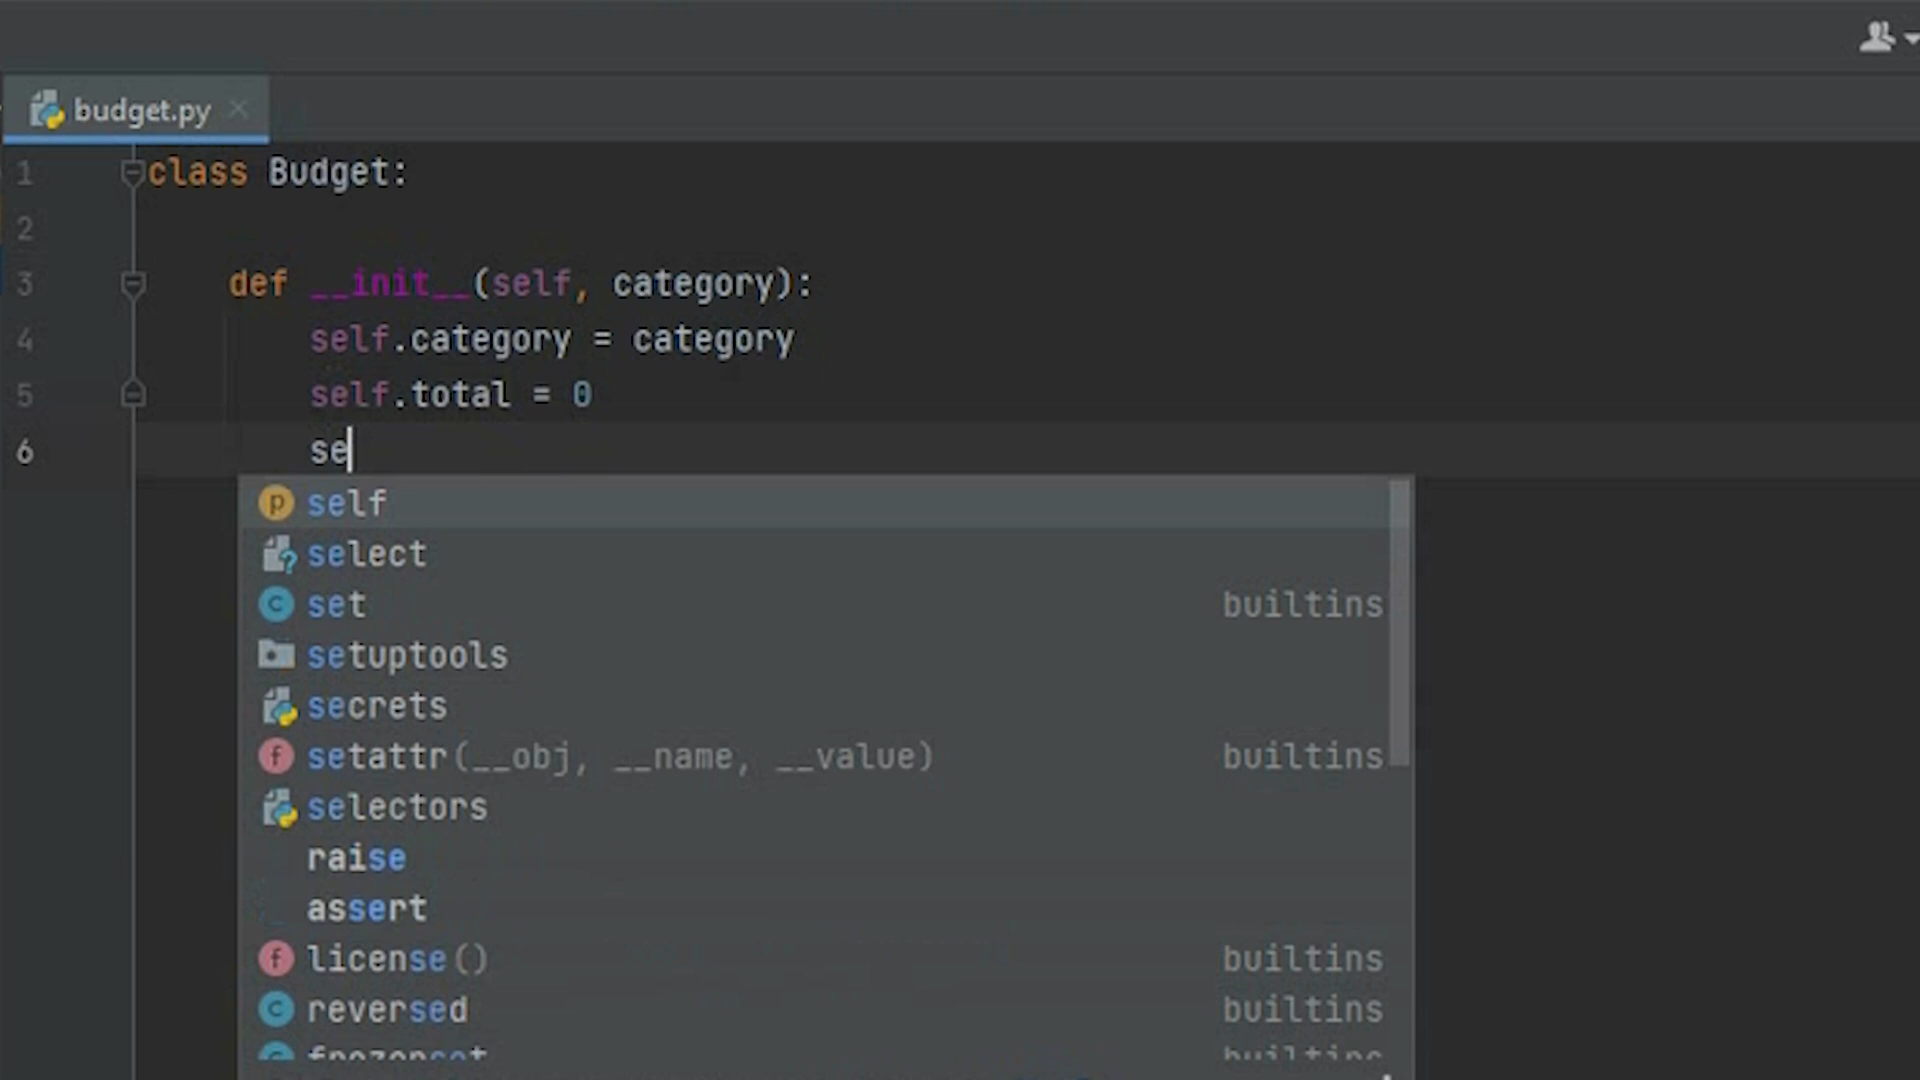 budget.py
1 class Budget:
2
3 def __init__(self, category):
4 self.category = category
5 self.total = 0
6 se
self
select
set builtins
setuptools
secrets
setattr(__obj, __name, __value) builtins
selectors
raise
assert
license() builtins
reversed builtins
frozenset builtins